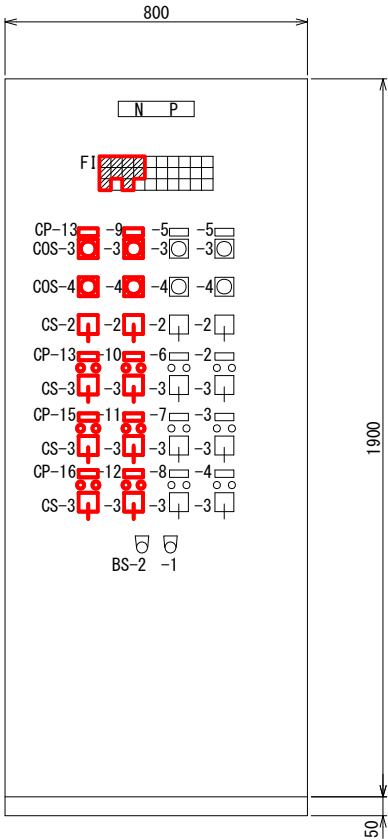 800
N P
FI
CP-13 -9 -5 -5
COS-3 -3 -3 -3
COS-4 -4 -4 -4
CS-2 -2 -2 -2
CP-13 -10 -6 -2
CS-3 -3 -3 -3
CP-15 -11 -7 -3
CS-3 -3 -3 -3
CP-16 -12 -8 -4
CS-3 -3 -3 -3
BS-2 -1
1900
50